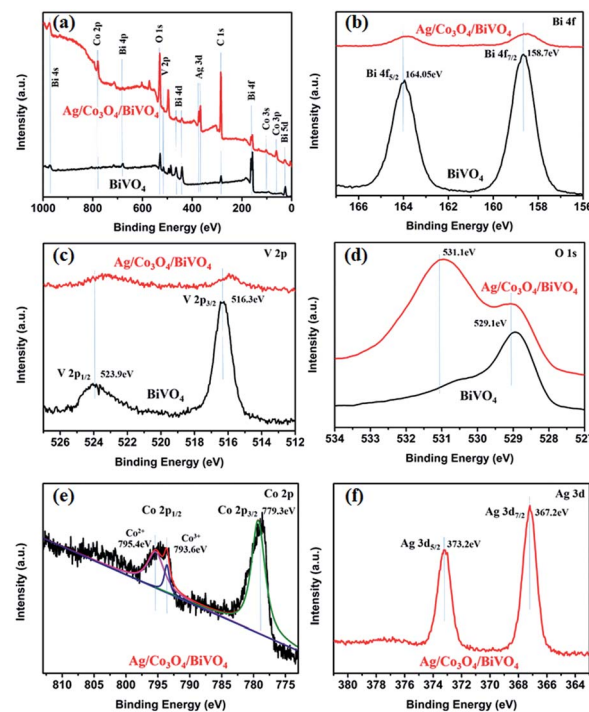 (a)
Bi 4s
Co 2p
Bi 4p
O 1s
V 2p
Bi 4d
Ag 3d
C 1s
Bi 4f
Co 3s
Co 3p
Bi 5d
Ag/Co₃O₄/BiVO₄
BiVO₄
Intensity (a.u.)
1000 800 600 400 200 0
Binding Energy (eV)
(b)
Bi 4f
Ag/Co₃O₄/BiVO₄
Bi 4f₇/₂ 158.7eV
Bi 4f₅/₂ 164.05eV
BiVO₄
Intensity (a.u.)
166 164 162 160 158 156
Binding Energy (eV)
(c)
V 2p
Ag/Co₃O₄/BiVO₄
V 2p₃/₂ 516.3eV
V 2p₁/₂ 523.9eV
BiVO₄
Intensity (a.u.)
526 524 522 520 518 516 514 512
Binding Energy (eV)
(d)
O 1s
531.1eV
Ag/Co₃O₄/BiVO₄
529.1eV
BiVO₄
Intensity (a.u.)
534 533 532 531 530 529 528 527
Binding Energy (eV)
(e)
Co 2p
Co 2p₁/₂
Co 2p₃/₂ 779.3eV
Co²⁺
795.4eV
Co³⁺
793.6eV
Ag/Co₃O₄/BiVO₄
Intensity (a.u.)
810 805 800 795 790 785 780 775
Binding Energy (eV)
(f)
Ag 3d
Ag 3d₇/₂ 367.2eV
Ag 3d₅/₂ 373.2eV
Ag/Co₃O₄/BiVO₄
Intensity (a.u.)
380 378 376 374 372 370 368 366 364
Binding Energy (eV)